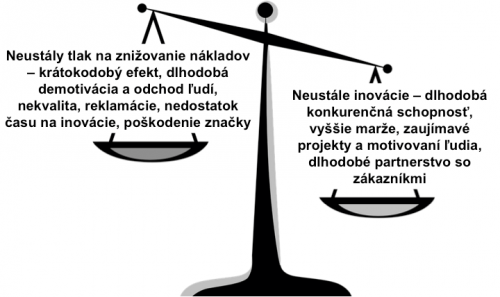 Neustály tlak na znižovanie nákladov
– krátokodobý efekt, dlhodobá
demotivácia a odchod ľudí,
nekvalita, reklamácie, nedostatok
času na inovácie, poškodenie značky
Neustále inovácie – dlhodobá
konkurenčná schopnosť,
vyššie marže, zaujímavé
projekty a motivovaní ľudia,
dlhodobé partnerstvo so
zákazníkmi